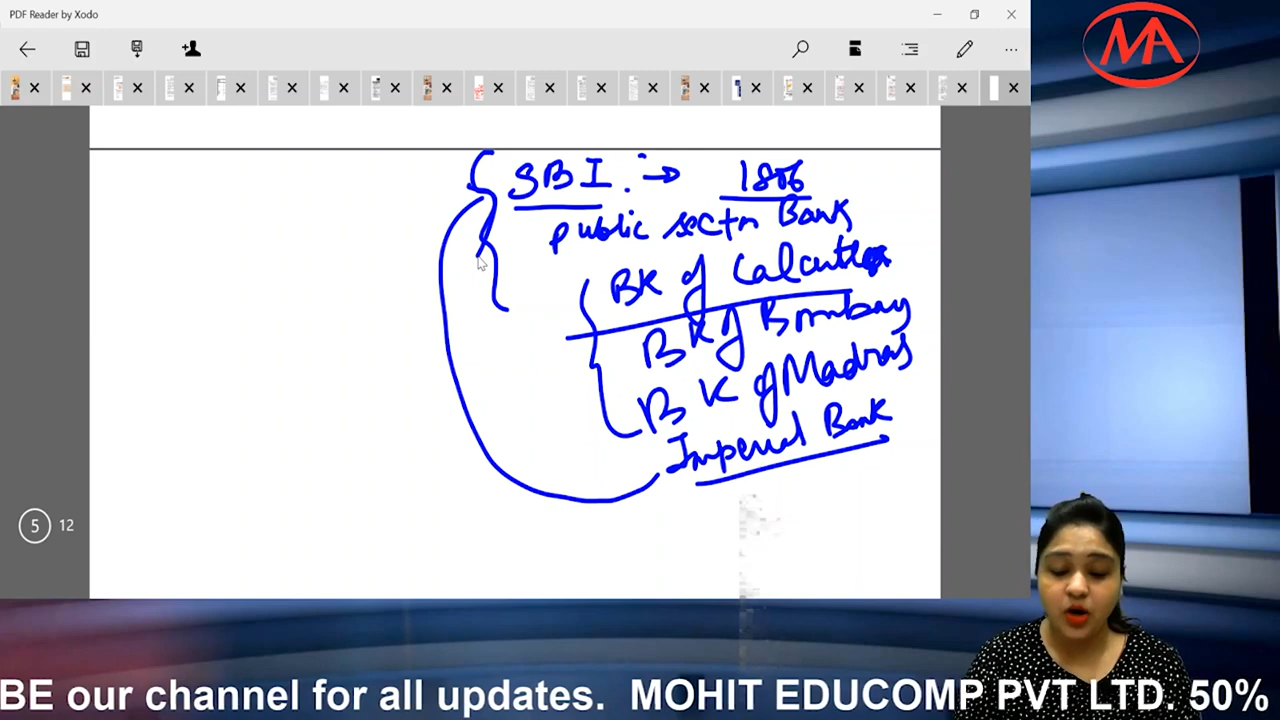 PDF Reader by Xodo
MA
SBI : → 1806
public sector Bank
BK of Calcutta
BK of Bombay
BK of Madras
Imperial Bank
5 12
BE our channel for all updates. MOHIT EDUCOMP PVT LTD. 50%